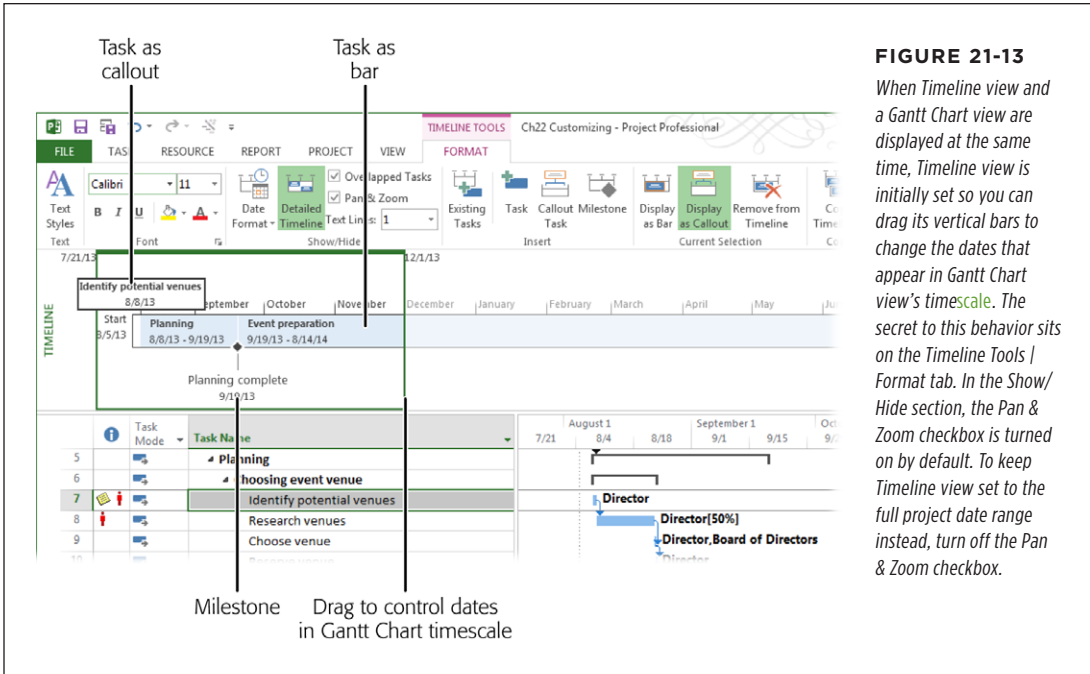 Task as
callout
Task as
bar
TIMELINE TOOLS
Ch22 Customizing - Project Professional
FILE
RESOURCE
REPORT
PROJECT
VIEW
FORMAT
Calibri
11
Overlapped Tasks
Pan & Zoom
Text Lines: 1
Text
Styles
B I U
A
Date
Format
Detailed
Timeline
Existing
Tasks
Task
Callout
Task
Milestone
Display
as Bar
Display
as Callout
Remove from
Timeline
Text
Font
Show/Hide
Insert
Current Selection
7/21/13
12/1/13
Identify potential venues
8/8/13
September
October
November
December
January
February
March
April
May
TIMELINE
Start
8/5/13
Planning
8/8/13 - 9/19/13
Event preparation
9/19/13 - 8/14/14
Planning complete
9/19/13
Task
Mode
Task Name
August 1
September 1
7/21
8/4
8/18
9/1
9/15
5
Planning
6
Choosing event venue
7
Identify potential venues
Director
8
Research venues
Director[50%]
9
Choose venue
Director,Board of Directors
10
Reserve venue
Director
Milestone
Drag to control dates
in Gantt Chart timescale
FIGURE 21-13
When Timeline view and
a Gantt Chart view are
displayed at the same
time, Timeline view is
initially set so you can
drag its vertical bars to
change the dates that
appear in Gantt Chart
view's timescale. The
secret to this behavior sits
on the Timeline Tools |
Format tab. In the Show/
Hide section, the Pan &
Zoom checkbox is turned
on by default. To keep
Timeline view set to the
full project date range
instead, turn off the Pan
& Zoom checkbox.